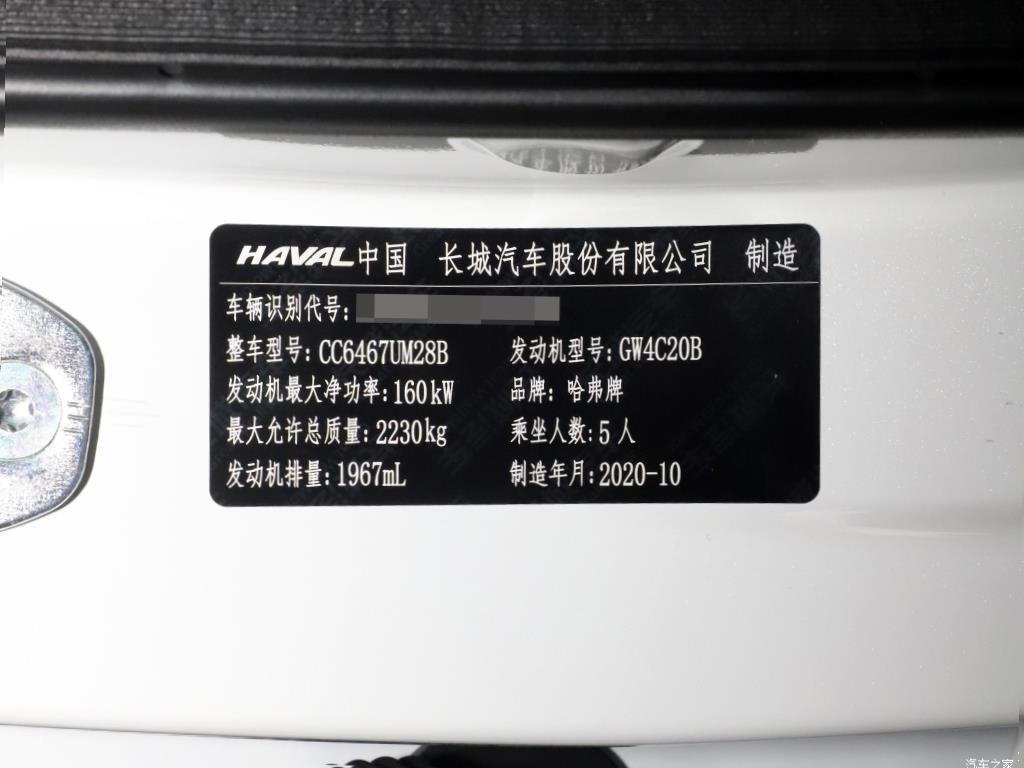 HAVAL中国 长城汽车股份有限公司 制造
车辆识别代号:
整车型号: CC6467UM28B 发动机型号: GW4C20B
发动机最大净功率: 160kW 品牌: 哈弗牌
最大允许总质量: 2230kg 乘坐人数: 5 人
发动机排量: 1967mL 制造年月: 2020-10
汽车之家